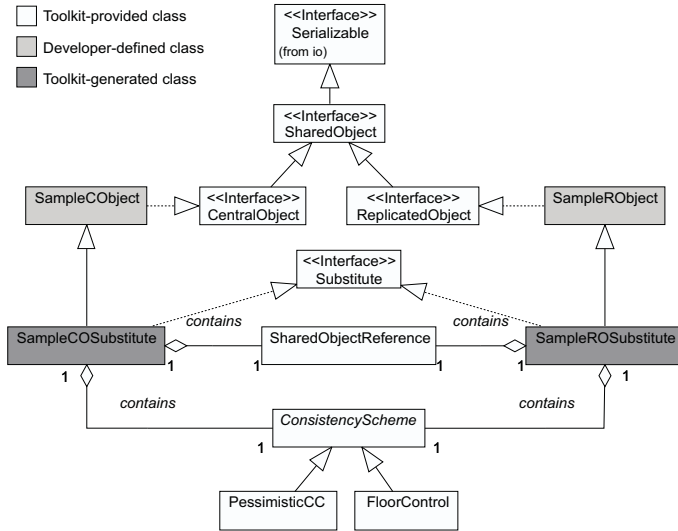 Toolkit-provided class
Developer-defined class
Toolkit-generated class
<<Interface>>
Serializable
(from io)
<<Interface>>
SharedObject
SampleCObject
<<Interface>>
CentralObject
<<Interface>>
ReplicatedObject
SampleRObject
<<Interface>>
Substitute
contains
contains
SampleCOSubstitute
SharedObjectReference
SampleROSubstitute
1
1
1
1
1
1
contains
contains
ConsistencyScheme
1
1
PessimisticCC
FloorControl